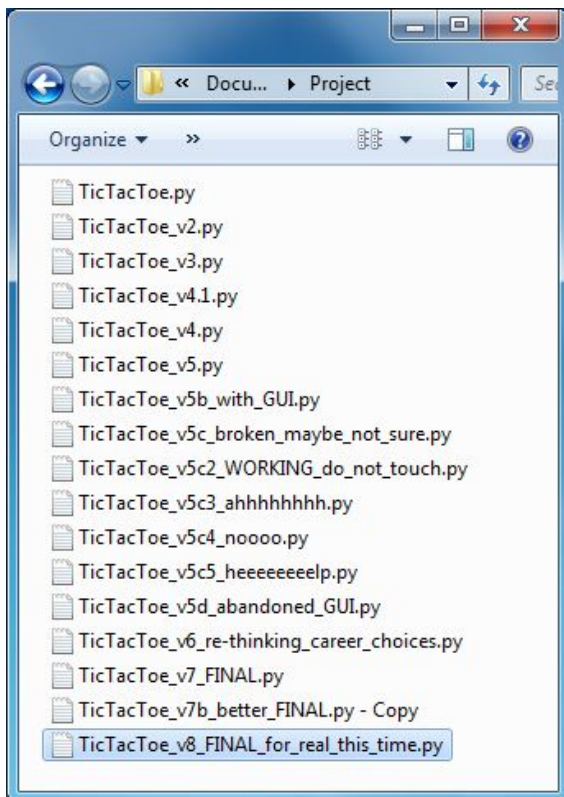 « Docu... ▸ Project Sea
Organize »
TicTacToe.py
TicTacToe_v2.py
TicTacToe_v3.py
TicTacToe_v4.1.py
TicTacToe_v4.py
TicTacToe_v5.py
TicTacToe_v5b_with_GUI.py
TicTacToe_v5c_broken_maybe_not_sure.py
TicTacToe_v5c2_WORKING_do_not_touch.py
TicTacToe_v5c3_ahhhhhhhh.py
TicTacToe_v5c4_noooo.py
TicTacToe_v5c5_heeeeeeeelp.py
TicTacToe_v5d_abandoned_GUI.py
TicTacToe_v6_re-thinking_career_choices.py
TicTacToe_v7_FINAL.py
TicTacToe_v7b_better_FINAL.py - Copy
TicTacToe_v8_FINAL_for_real_this_time.py